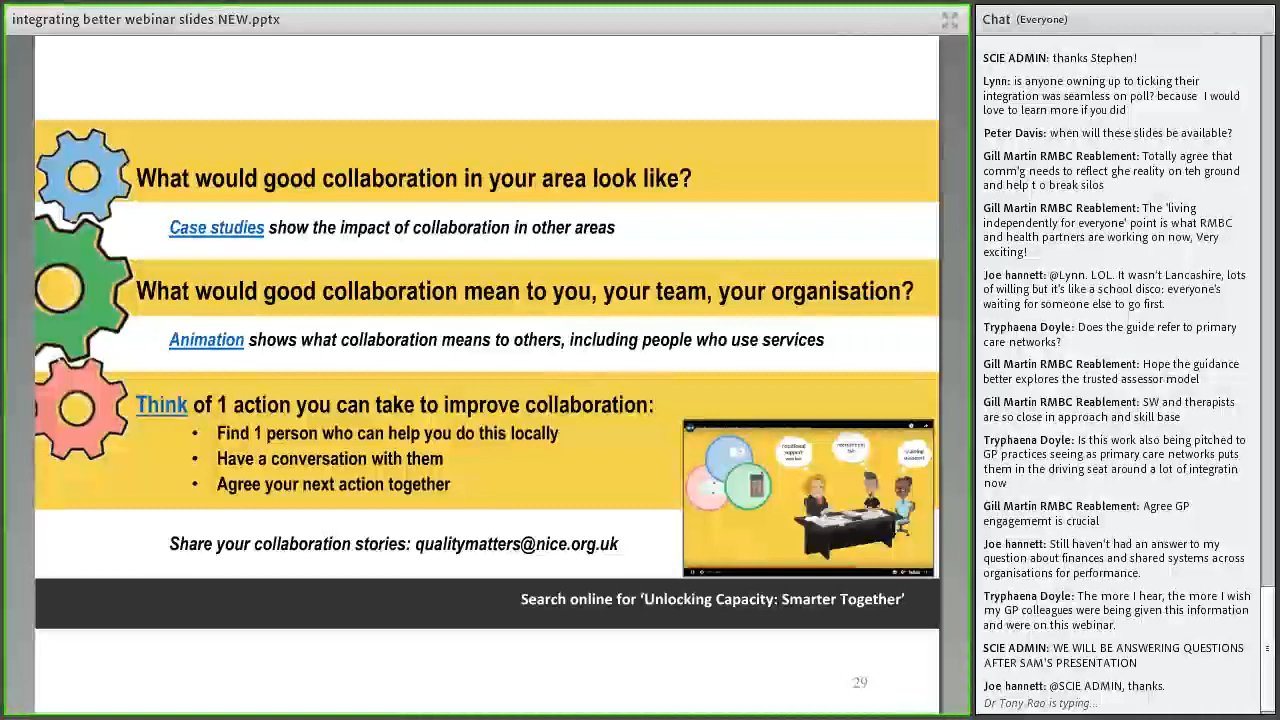 integrating better webinar slides NEW.pptx
What would good collaboration in your area look like?
Case studies show the impact of collaboration in other areas
What would good collaboration mean to you, your team, your organisation?
Animation shows what collaboration means to others, including people who use services
Think of 1 action you can take to improve collaboration:
• Find 1 person who can help you do this locally
• Have a conversation with them
• Agree your next action together
Share your collaboration stories: qualitymatters@nice.org.uk
Search online for ‘Unlocking Capacity: Smarter Together’
29
Chat (Everyone)
SCIE ADMIN: thanks Stephen!
Lynn: is anyone owning up to ticking their
integration was seamless on poll? because I would
love to learn more if you did
Peter Davis: when will these slides be available?
Gill Martin RMBC Reablement: Totally agree that
comm's needs to reflect ghe reality on teh ground
and help t o break silos
Gill Martin RMBC Reablement: The 'living
independently for everyone' point is what RMBC
and health partners are working on now, Very
exciting!
Joe hannett: @Lynn. LOL. It wasn't Lancashire, lots
of willing but it's like a school disco: everyone's
waiting for someone else to go first.
Tryphaena Doyle: Does the guide refer to primary
care networks?
Gill Martin RMBC Reablement: Hope the guidance
better explores the trusted assessor model
Gill Martin RMBC Reablement: SW and therapists
are so close in approach and skill base
Tryphaena Doyle: Is this work also being pitched to
GP practices seeing as primary care networks puts
them in the driving seat around a lot of integratin
now
Gill Martin RMBC Reablement: Agree GP
engagememt is crucial
Joe hannett: Still haven't had an answer to my
question about finances and shared systems across
organisations for performance.
Tryphaena Doyle: The more I hear, the more I wish
my GP colleagues were being given this information
and were on this webinar.
SCIE ADMIN: WE WILL BE ANSWERING QUESTIONS
AFTER SAM'S PRESENTATION
Joe hannett: @SCIE ADMIN, thanks.
Dr Tony Rao is typing...